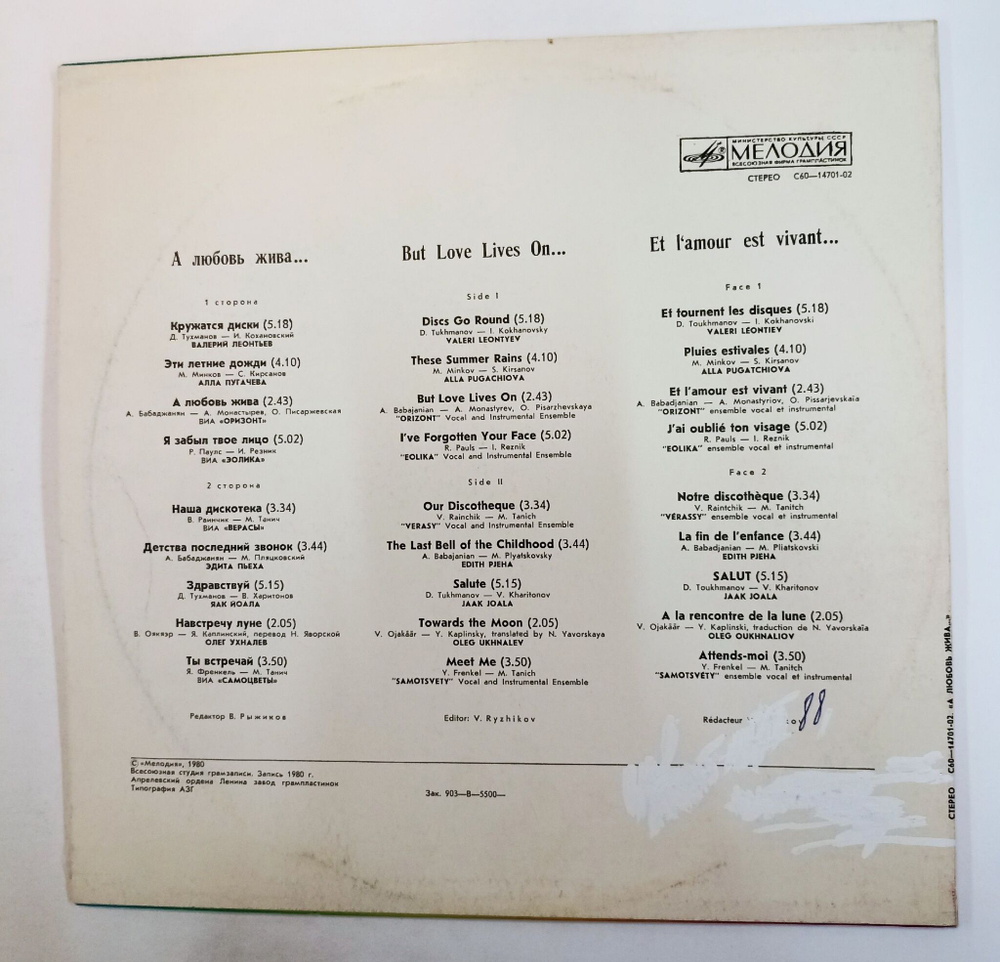 МИНИСТЕРСТВО КУЛЬТУРЫ СССР
МЕЛОДИЯ
ВСЕСОЮЗНАЯ ФИРМА ГРАМПЛАСТИНОК
СТЕРЕО С60—14701-02
А любовь жива...
1 сторона
Кружатся диски (5.18)
Д. Тухманов — И. Кохановский
ВАЛЕРИЙ ЛЕОНТЬЕВ
Эти летние дожди (4.10)
М. Минков — С. Кирсанов
АЛЛА ПУГАЧЕВА
А любовь жива (2.43)
А. Бабаджанян — А. Монастырев, О. Писаржевская
ВИА «ОРИЗОНТ»
Я забыл твое лицо (5.02)
Р. Паулс — И. Резник
ВИА «ЭОЛИКА»
2 сторона
Наша дискотека (3.34)
В. Раинчик — М. Танич
ВИА «ВЕРАСЫ»
Детства последний звонок (3.44)
А. Бабаджанян — М. Пляцковский
ЭДИТА ПЬЕХА
Здравствуй (5.15)
Д. Тухманов — В. Харитонов
ЯАК ЙОАЛА
Навстречу луне (2.05)
В. Оякяэр — Я. Каплинский, перевод Н. Яворской
ОЛЕГ УХНАЛЕВ
Ты встречай (3.50)
Я. Френкель — М. Танич
ВИА «САМОЦВЕТЫ»
Редактор В. Рыжиков
But Love Lives On...
Side I
Discs Go Round (5.18)
D. Tukhmanov — I. Kokhanovsky
VALERI LEONTYEV
These Summer Rains (4.10)
M. Minkov — S. Kirsanov
ALLA PUGACHIOVA
But Love Lives On (2.43)
A. Babajanian — A. Monastyrev, O. Pisarzhevskaya
"ORIZONT" Vocal and Instrumental Ensemble
I've Forgotten Your Face (5.02)
R. Pauls — I. Reznik
"EOLIKA" Vocal and Instrumental Ensemble
Side II
Our Discotheque (3.34)
V. Rainchik — M. Tanich
"VERASY" Vocal and Instrumental Ensemble
The Last Bell of the Childhood (3.44)
A. Babajanian — M. Plyatskovsky
EDITH PJEHA
Salute (5.15)
D. Tukhmanov — V. Kharitonov
JAAK JOALA
Towards the Moon (2.05)
V. Ojakäär — Y. Kaplinsky, translated by N. Yavorskaya
OLEG UKHNALEV
Meet Me (3.50)
Y. Frenkel — M. Tanich
"SAMOTSVETY" Vocal and Instrumental Ensemble
Editor: V. Ryzhikov
Et l'amour est vivant...
Face 1
Et tournent les disques (5.18)
D. Toukhmanov — I. Kokhanovski
VALERI LEONTIEV
Pluies estivales (4.10)
M. Minkov — S. Kirsanov
ALLA PUGATCHIOVA
Et l'amour est vivant (2.43)
A. Babadjanian — A. Monastyriov, O. Pissarjevskaïa
"ORIZONT" ensemble vocal et instrumental
J'ai oublié ton visage (5.02)
R. Pauls — I. Reznik
"EOLIKA" ensemble vocal et instrumental
Face 2
Notre discothèque (3.34)
V. Raintchik — M. Tanitch
"VÉRASSY" ensemble vocal et instrumental
La fin de l'enfance (3.44)
A. Babadjanian — M. Pliatskovski
EDITH PJEHA
SALUT (5.15)
D. Toukhmanov — V. Kharitonov
JAAK JOALA
A la rencontre de la lune (2.05)
V. Ojakäär — Y. Kaplinski, traduction de N. Yavorskaïa
OLEG OUKHNALIOV
Attends-moi (3.50)
Y. Frenkel — M. Tanitch
"SAMOTSVÉTY" ensemble vocal et instrumental
Rédacteur
88
© «Мелодия», 1980
Всесоюзная студия грамзаписи. Запись 1980 г.
Апрелевский ордена Ленина завод грампластинок
Типография АЗГ
Зак. 903—В—5500—
СТЕРЕО С60—14701-02. «А ЛЮБОВЬ ЖИВА...»